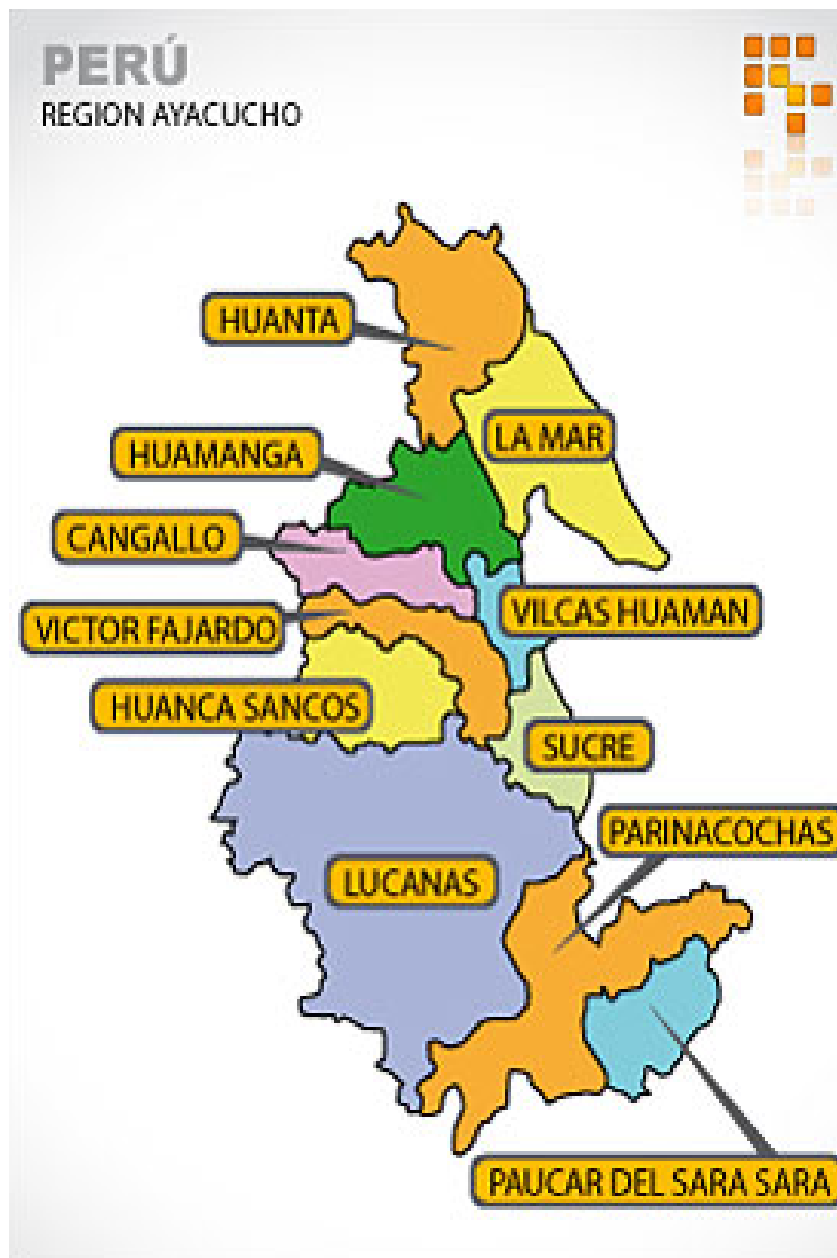 PERÚ
REGION AYACUCHO
HUANTA
LA MAR
HUAMANGA
CANGALLO
VILCAS HUAMAN
VICTOR FAJARDO
HUANCA SANCOS
SUCRE
PARINACOCHAS
LUCANAS
PAUCAR DEL SARA SARA